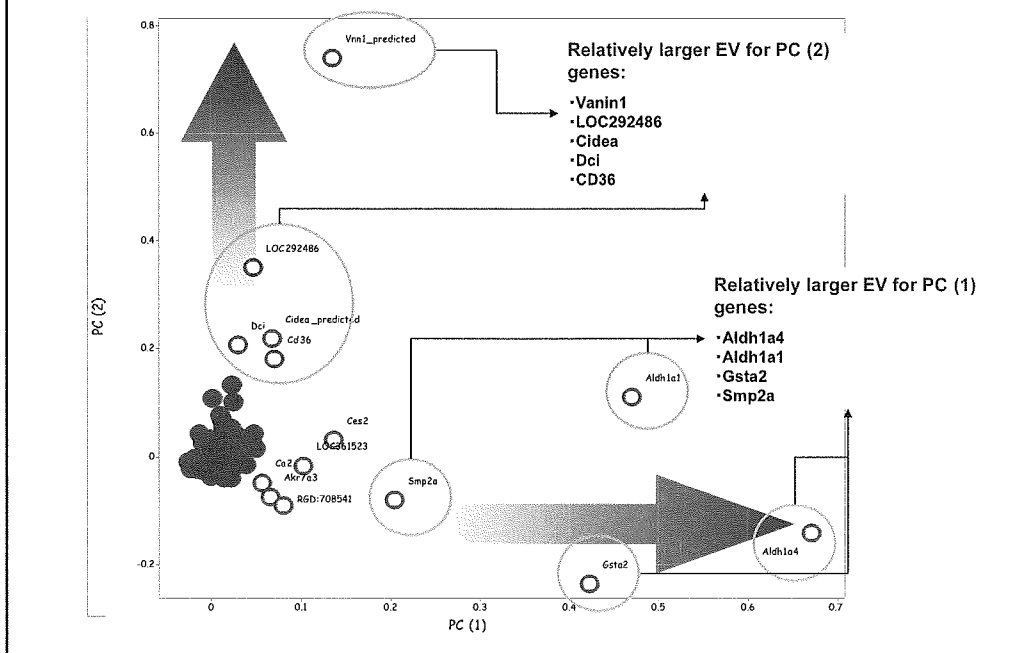 0.8
Vnn1_predicted
Relatively larger EV for PC (2)
genes:
·Vanin1
·LOC292486
·Cidea
·Dci
·CD36
0.6
0.4
LOC292486
Relatively larger EV for PC (1)
genes:
·Aldh1a4
·Aldh1a1
·Gsta2
·Smp2a
PC (2)
Dci
Cidea_predicted
Cd36
0.2
Aldh1a1
Ces2
LOC361523
0
Ca2
Akr7a3
RGD:708541
Smp2a
Aldh1a4
Gsta2
-0.2
0
0.1
0.2
0.3
0.4
0.5
0.6
0.7
PC (1)